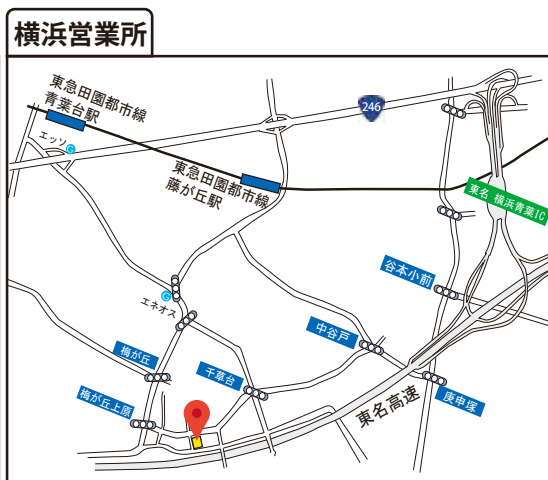 横浜営業所
東急田園都市線
青葉台駅
246
エッソ
G
東急田園都市線
藤が丘駅
東名 横浜青葉IC
谷本小前
G
エネオス
中谷戸
梅が丘
千草台
庚申塚
梅が丘上原
東名高速